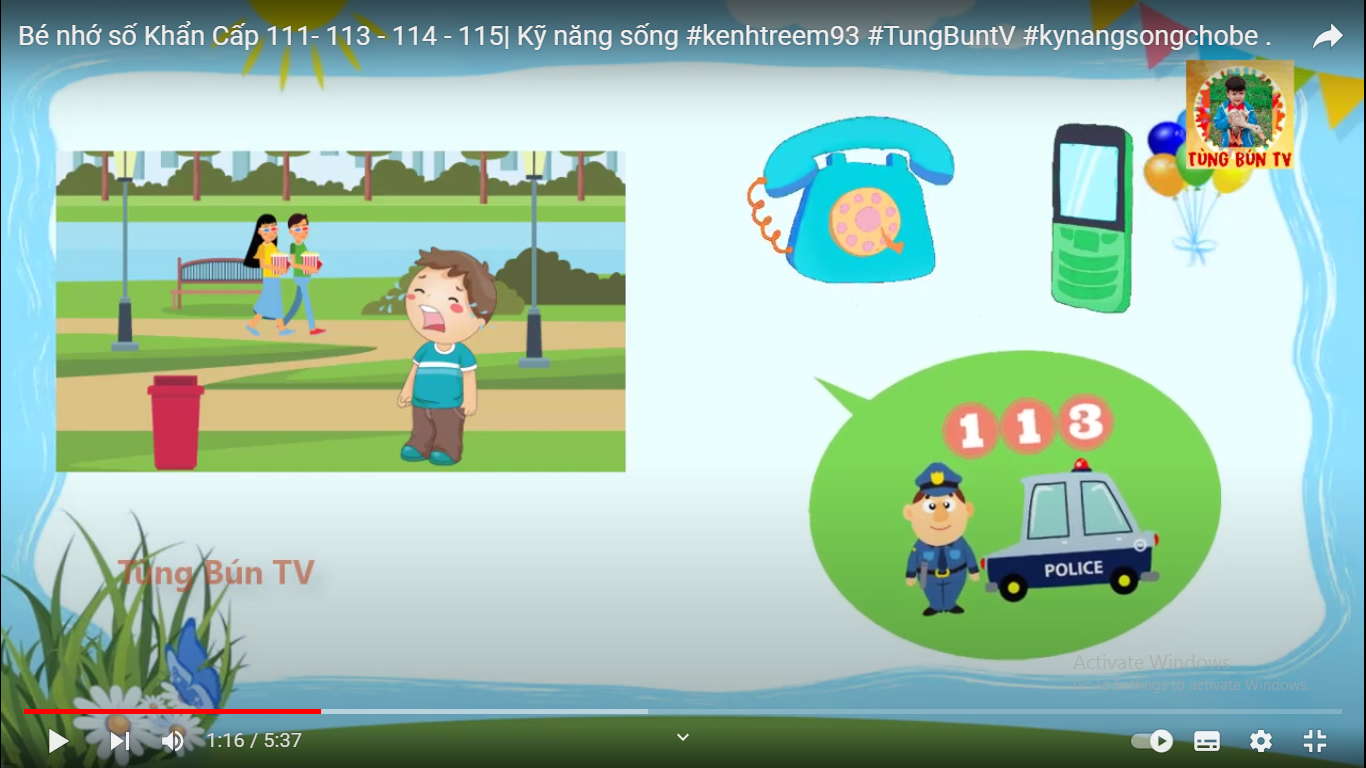 Bé nhớ số Khẩn Cấp 111- 113 - 114 - 115| Kỹ năng sống #kenhtreem93 #TungBuntV #kynangsongchobe .
TÙNG BÚN TV
113
POLICE
Tùng Bún TV
Activate Windows
Go to Settings to activate Windows.
1:16 / 5:37